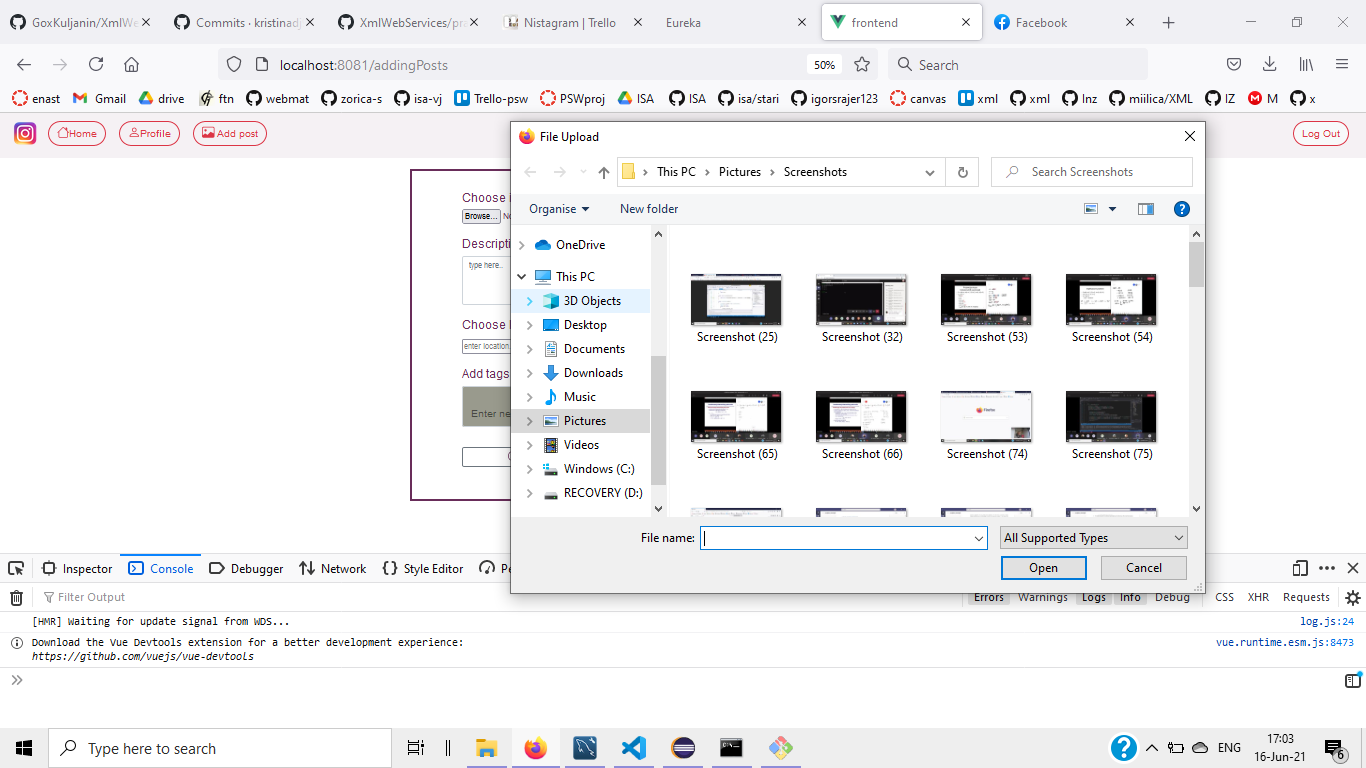 GoxKuljanin/XmlWe
Commits · kristinad
XmlWebServices/pra
Nistagram | Trello
Eureka
frontend
Facebook
localhost:8081/addingPosts
50%
Search
enast
Gmail
drive
ftn
webmat
zorica-s
isa-vj
Trello-psw
PSWproj
ISA
ISA
isa/stari
igorsrajer123
canvas
xml
xml
Inz
miilica/XML
IZ
M
x
Home
Profile
Add post
Log Out
File Upload
This PC
Pictures
Screenshots
Search Screenshots
Organise
New folder
OneDrive
This PC
3D Objects
Desktop
Documents
Downloads
Music
Pictures
Videos
Windows (C:)
RECOVERY (D:)
Screenshot (25)
Screenshot (32)
Screenshot (53)
Screenshot (54)
Screenshot (65)
Screenshot (66)
Screenshot (74)
Screenshot (75)
File name:
All Supported Types
Open
Cancel
Choose
Browse...
Descripti
type here..
Choose
enter location
Add tags
Enter ne
Inspector
Console
Debugger
Network
Style Editor
Pe
Filter Output
Errors
Warnings
Logs
Info
Debug
CSS
XHR
Requests
[HMR] Waiting for update signal from WDS...
log.js:24
Download the Vue Devtools extension for a better development experience:
vue.runtime.esm.js:8473
https://github.com/vuejs/vue-devtools
Type here to search
ENG
17:03
16-Jun-21
6